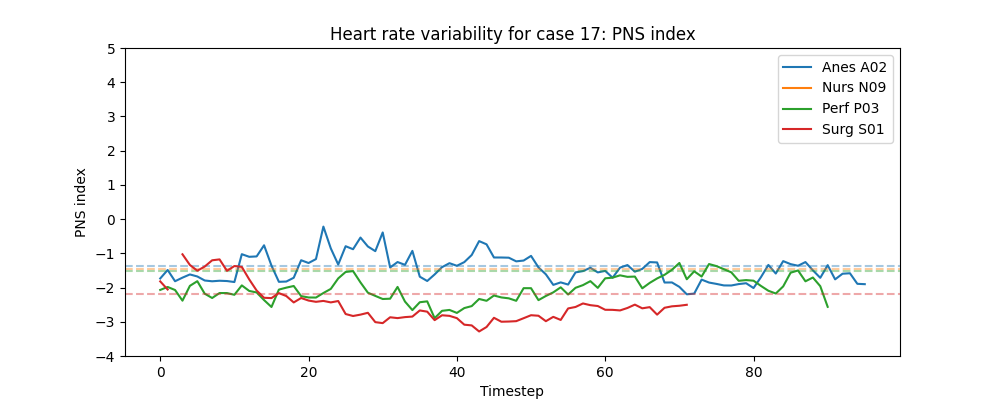 Heart rate variability for case 17: PNS index
5
4
3
2
1
0
−1
−2
−3
−4
PNS index
Anes A02
Nurs N09
Perf P03
Surg S01
0 20 40 60 80
Timestep